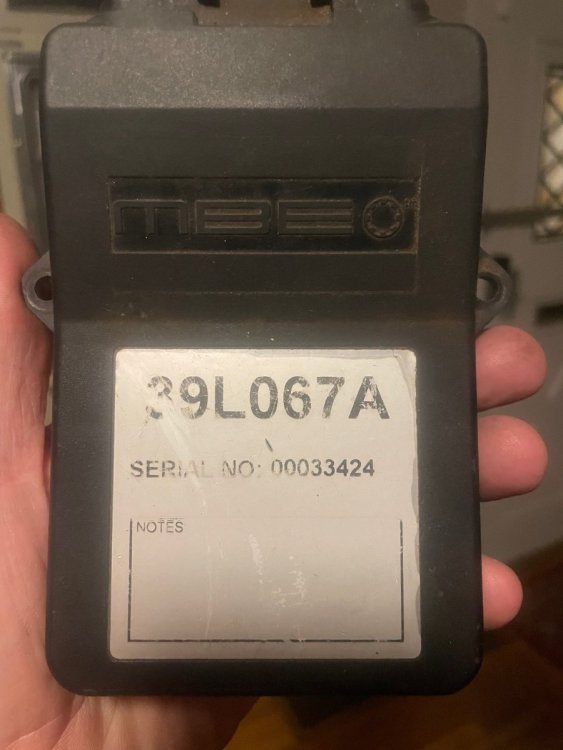 MBE
39L067A
SERIAL NO: 00033424
NOTES